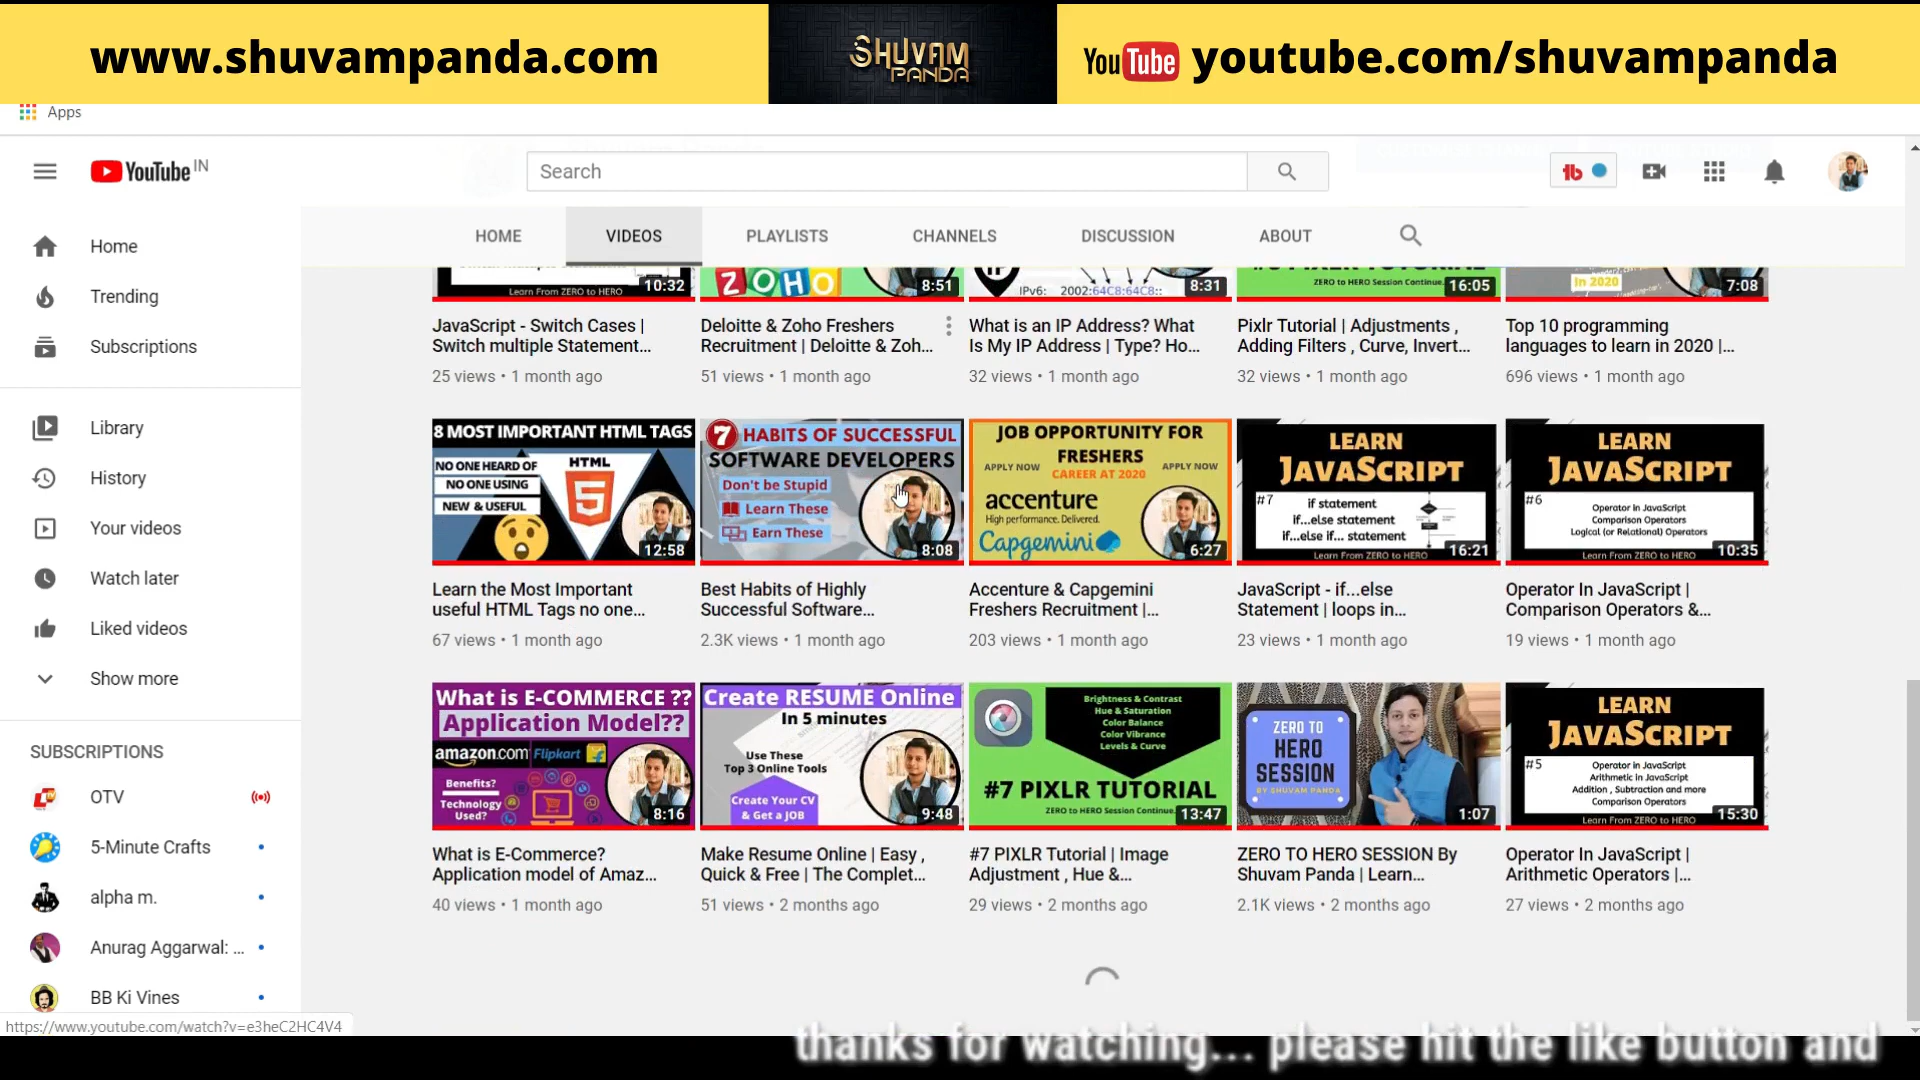 www.shuvampanda.com
SHUVAM
PANDA
YouTube youtube.com/shuvampanda
Apps
YouTube IN
Search
Home
Trending
Subscriptions
Library
History
Your videos
Watch later
Liked videos
Show more
SUBSCRIPTIONS
OTV
5-Minute Crafts
alpha m.
Anurag Aggarwal: ...
BB Ki Vines
HOME
VIDEOS
PLAYLISTS
CHANNELS
DISCUSSION
ABOUT
Learn From ZERO to HERO
10:32
JavaScript - Switch Cases |
Switch multiple Statement...
25 views • 1 month ago
ZOHO
8:51
Deloitte & Zoho Freshers
Recruitment | Deloitte & Zoh...
51 views • 1 month ago
IPv6: 2002:64C8:64C8::
8:31
What is an IP Address? What
Is My IP Address | Type? Ho...
32 views • 1 month ago
ZERO to HERO Session Continue.
16:05
Pixlr Tutorial | Adjustments ,
Adding Filters , Curve, Invert...
32 views • 1 month ago
In 2020
7:08
Top 10 programming
languages to learn in 2020 |...
696 views • 1 month ago
8 MOST IMPORTANT HTML TAGS
NO ONE HEARD OF
NO ONE USING
NEW & USEFUL
HTML
5
12:58
Learn the Most Important
useful HTML Tags no one...
67 views • 1 month ago
7 HABITS OF SUCCESSFUL
SOFTWARE DEVELOPERS
Don't be Stupid
Learn These
Earn These
8:08
Best Habits of Highly
Successful Software...
2.3K views • 1 month ago
JOB OPPORTUNITY FOR
FRESHERS
APPLY NOW
CAREER AT 2020
APPLY NOW
accenture
High performance. Delivered.
Capgemini
6:27
Accenture & Capgemini
Freshers Recruitment |...
203 views • 1 month ago
LEARN
JAVASCRIPT
#7
if statement
if...else statement
if...else if... statement
Learn From ZERO to HERO
16:21
JavaScript - if...else
Statement | loops in...
23 views • 1 month ago
LEARN
JAVASCRIPT
#6
Operator In JavaScript
Comparison Operators
Logical (or Relational) Operators
Learn From ZERO to HERO
10:35
Operator In JavaScript |
Comparison Operators &...
19 views • 1 month ago
What is E-COMMERCE ??
Application Model??
amazon.com Flipkart
Benefits?
Technology
Used?
8:16
What is E-Commerce?
Application model of Amaz...
40 views • 1 month ago
Create RESUME Online
In 5 minutes
Use These
Top 3 Online Tools
Create Your CV
& Get a JOB
9:48
Make Resume Online | Easy ,
Quick & Free | The Complet...
51 views • 2 months ago
Brightness & Contrast
Hue & Saturation
Color Balance
Color Vibrance
Levels & Curve
#7 PIXLR TUTORIAL
ZERO to HERO Session Continue.
13:47
#7 PIXLR Tutorial | Image
Adjustment , Hue &...
29 views • 2 months ago
ZERO TO
HERO
SESSION
BY SHUVAM PANDA
1:07
ZERO TO HERO SESSION By
Shuvam Panda | Learn...
2.1K views • 2 months ago
LEARN
JAVASCRIPT
#5
Operator in JavaScript
Arithmetic in JavaScript
Addition , Subtraction and more
Comparison Operators
Learn From ZERO to HERO
15:30
Operator In JavaScript |
Arithmetic Operators |...
27 views • 2 months ago
https://www.youtube.com/watch?v=e3heC2HC4V4
thanks for watching... please hit the like button and